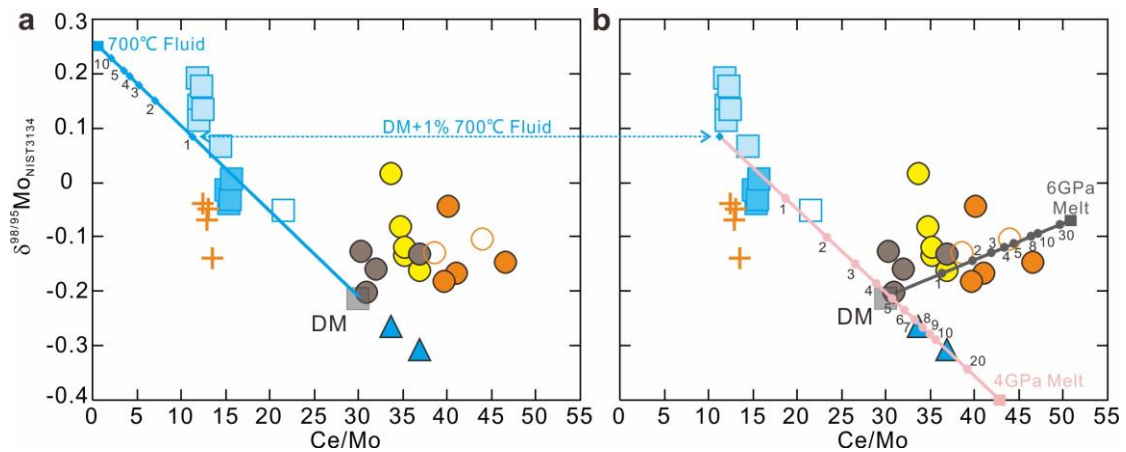 a
b
0.3
0.2
0.1
0
-0.1
-0.2
-0.3
-0.4
δ98/95MoNIST3134
700℃ Fluid
10
5
4
3
2
1
DM+1% 700℃ Fluid
DM
0 5 10 15 20 25 30 35 40 45 50 55
Ce/Mo
1
2
3
4
5
6
7
8
9
10
20
4GPa Melt
DM
6GPa
Melt
1
2
3
4
5
8
10
30
0 5 10 15 20 25 30 35 40 45 50 55
Ce/Mo